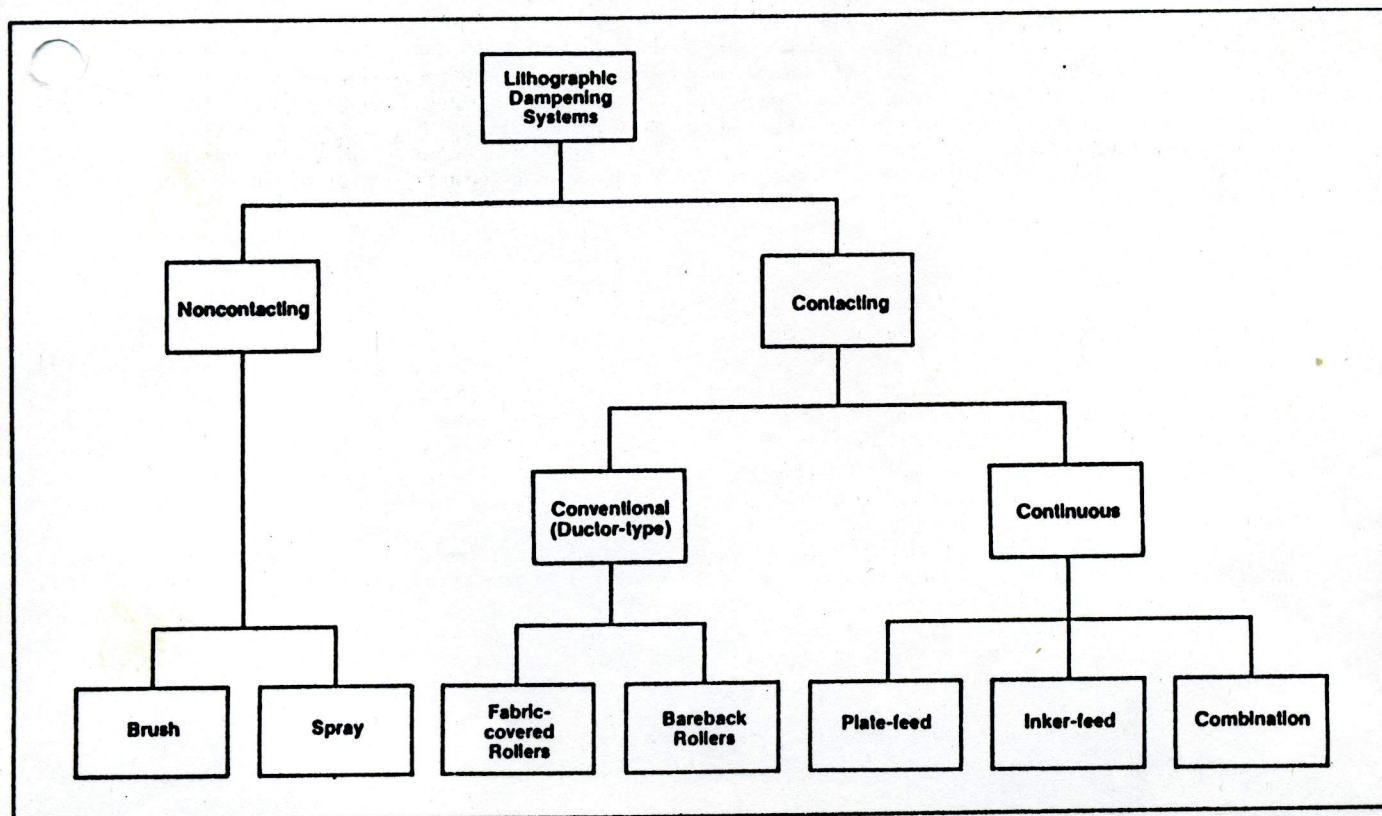 Lithographic
Dampening
Systems
Noncontacting
Contacting
Conventional
(Ductor-type)
Continuous
Brush
Spray
Fabric-
covered
Rollers
Bareback
Rollers
Plate-feed
Inker-feed
Combination